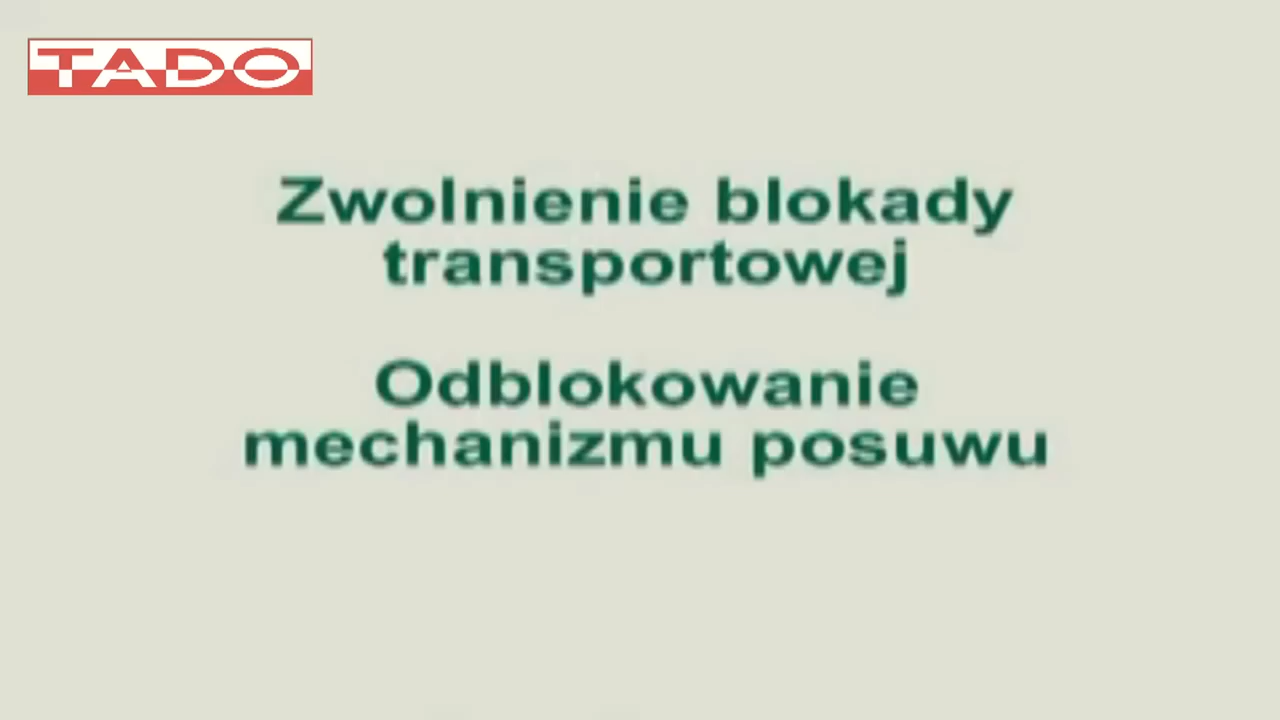 TADO
Zwolnienie blokady
transportowej
Odblokowanie
mechanizmu posuwu